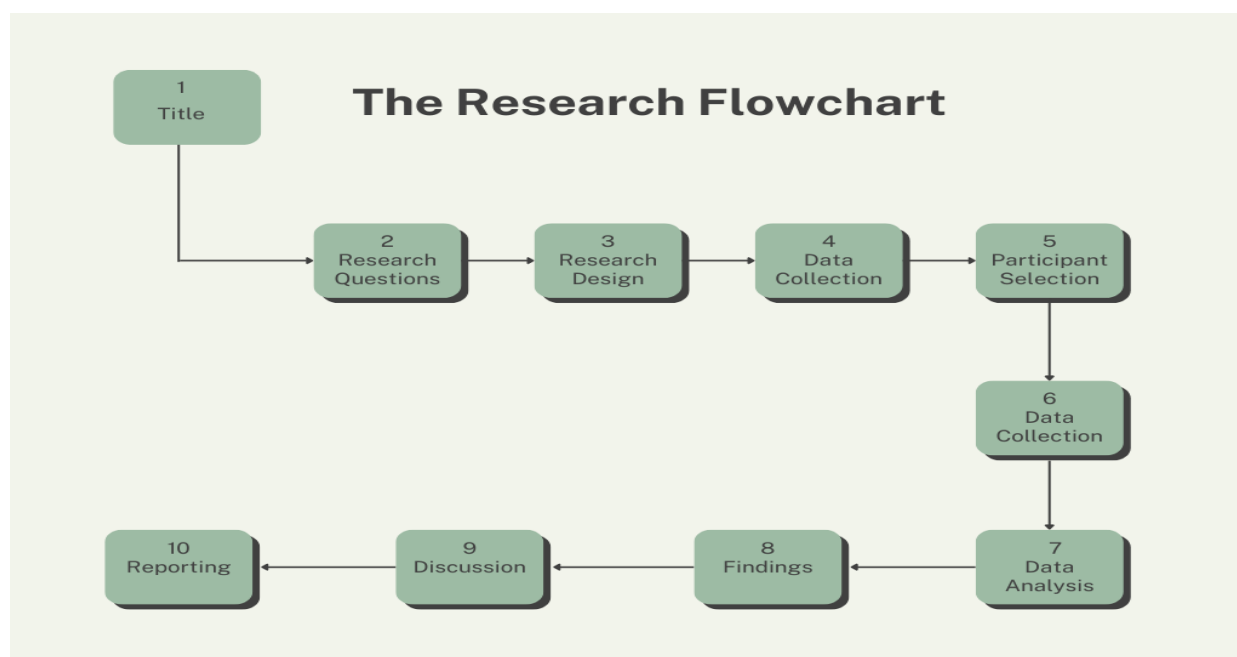 1
Title
The Research Flowchart
2
Research
Questions
3
Research
Design
4
Data
Collection
5
Participant
Selection
6
Data
Collection
7
Data
Analysis
8
Findings
9
Discussion
10
Reporting